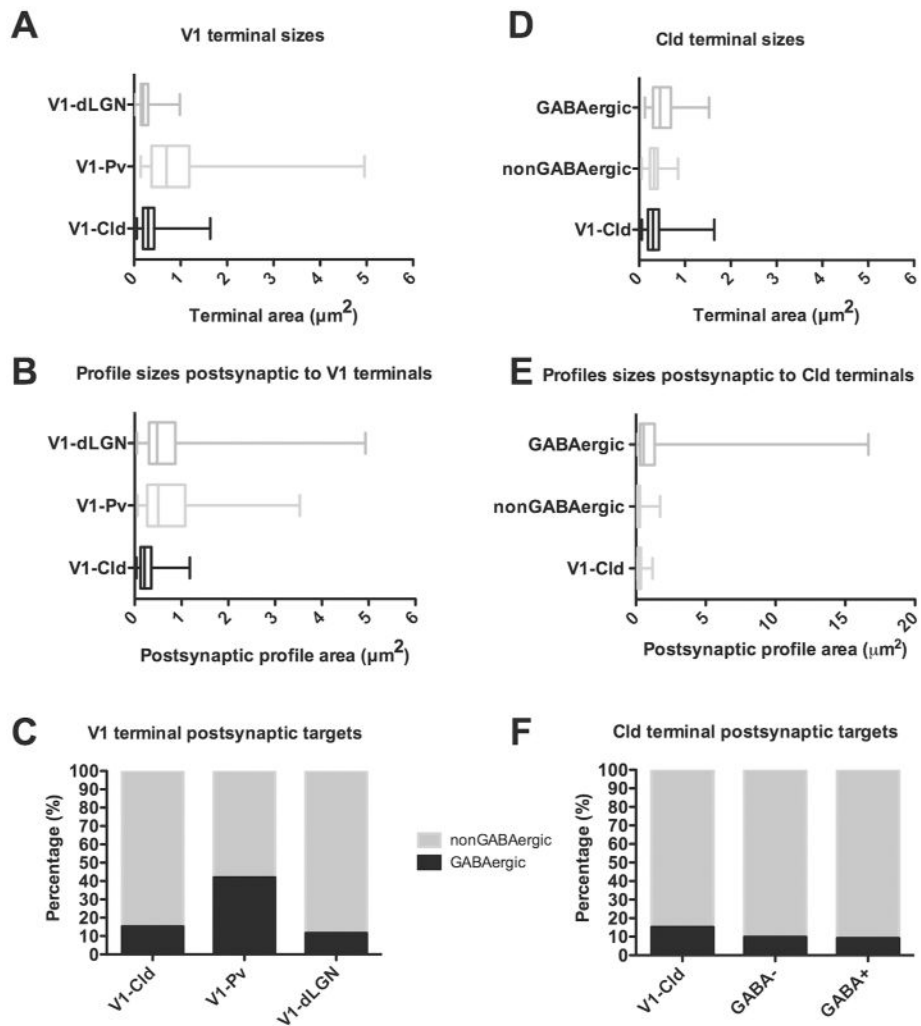 A
V1 terminal sizes
V1-dLGN
V1-Pv
V1-Cld
0 1 2 3 4 5 6
Terminal area (µm²)
D
Cld terminal sizes
GABAergic
nonGABAergic
V1-Cld
0 1 2 3 4 5 6
Terminal area (µm²)
B
Profile sizes postsynaptic to V1 terminals
V1-dLGN
V1-Pv
V1-Cld
0 1 2 3 4 5 6
Postsynaptic profile area (µm²)
E
Profiles sizes postsynaptic to Cld terminals
GABAergic
nonGABAergic
V1-Cld
0 5 10 15 20
Postsynaptic profile area (µm²)
C
V1 terminal postsynaptic targets
Percentage (%)
100
90
80
70
60
50
40
30
20
10
0
V1-Cld V1-Pv V1-dLGN
nonGABAergic
GABAergic
F
Cld terminal postsynaptic targets
Percentage (%)
100
90
80
70
60
50
40
30
20
10
0
V1-Cld GABA- GABA+